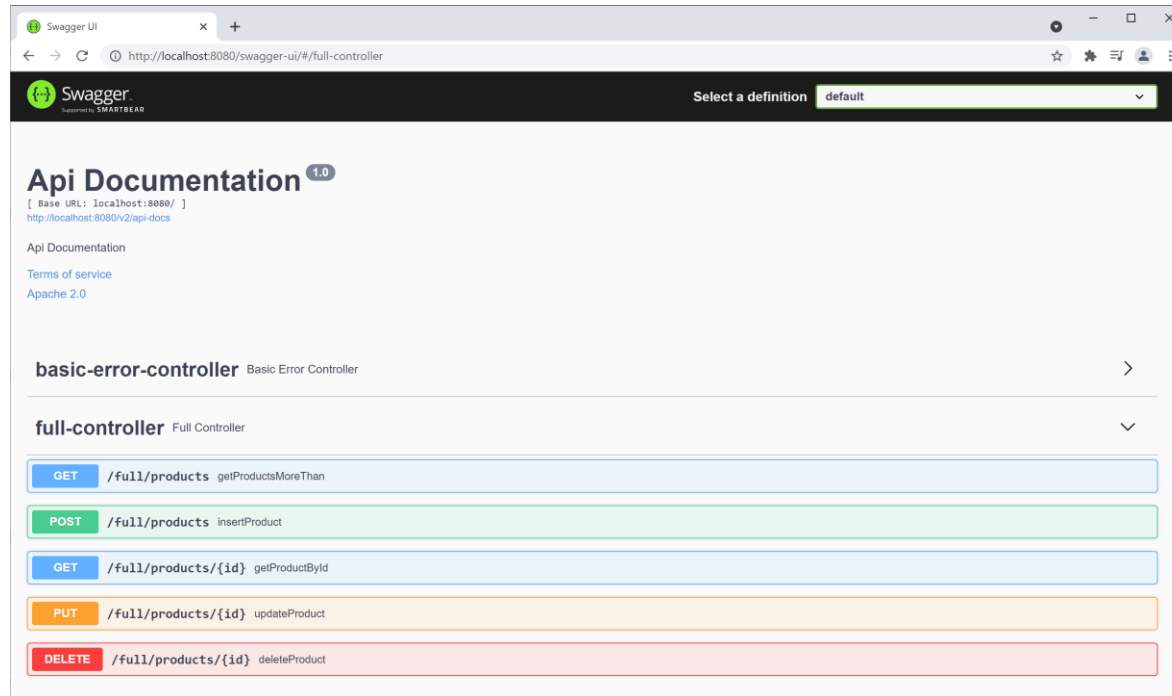 Swagger UI
http://localhost:8080/swagger-ui/#/full-controller
Swagger.
Supported by SMARTBEAR
Select a definition default
Api Documentation 1.0
[ Base URL: localhost:8080/ ]
http://localhost:8080/v2/api-docs
Api Documentation
Terms of service
Apache 2.0
basic-error-controller Basic Error Controller
full-controller Full Controller
GET /full/products getProductsMoreThan
POST /full/products insertProduct
GET /full/products/{id} getProductById
PUT /full/products/{id} updateProduct
DELETE /full/products/{id} deleteProduct